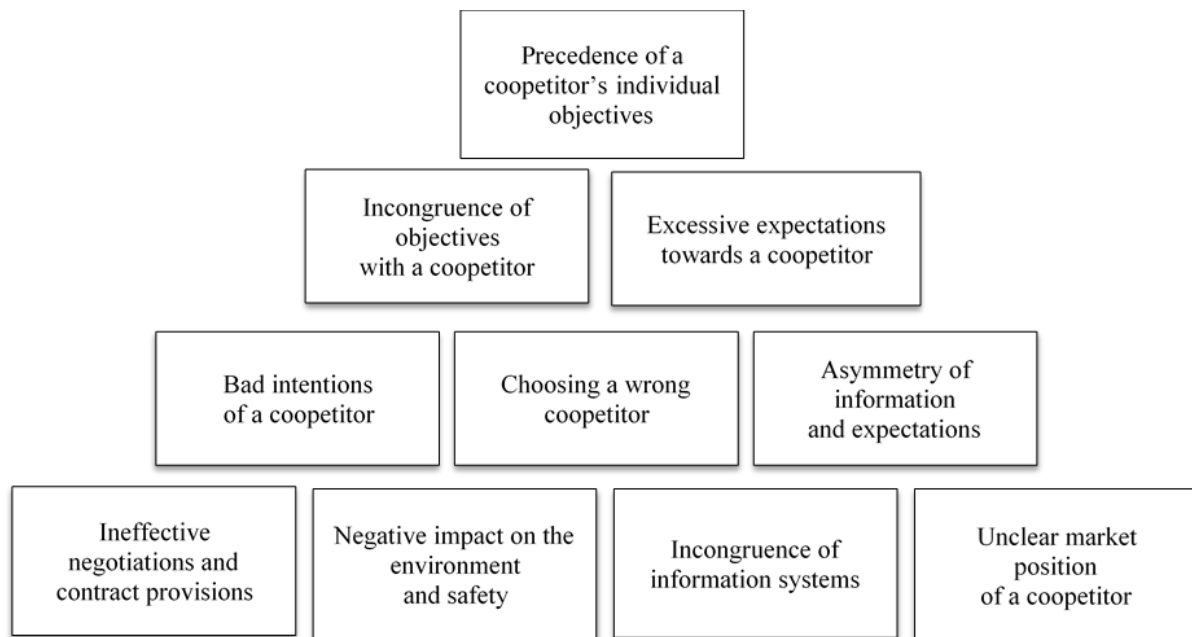 Precedence of a
coopetitor’s individual
objectives
Incongruence of
objectives
with a coopetitor
Excessive expectations
towards a coopetitor
Bad intentions
of a coopetitor
Choosing a wrong
coopetitor
Asymmetry of
information
and expectations
Ineffective
negotiations and
contract provisions
Negative impact on the
environment
and safety
Incongruence of
information systems
Unclear market
position
of a coopetitor